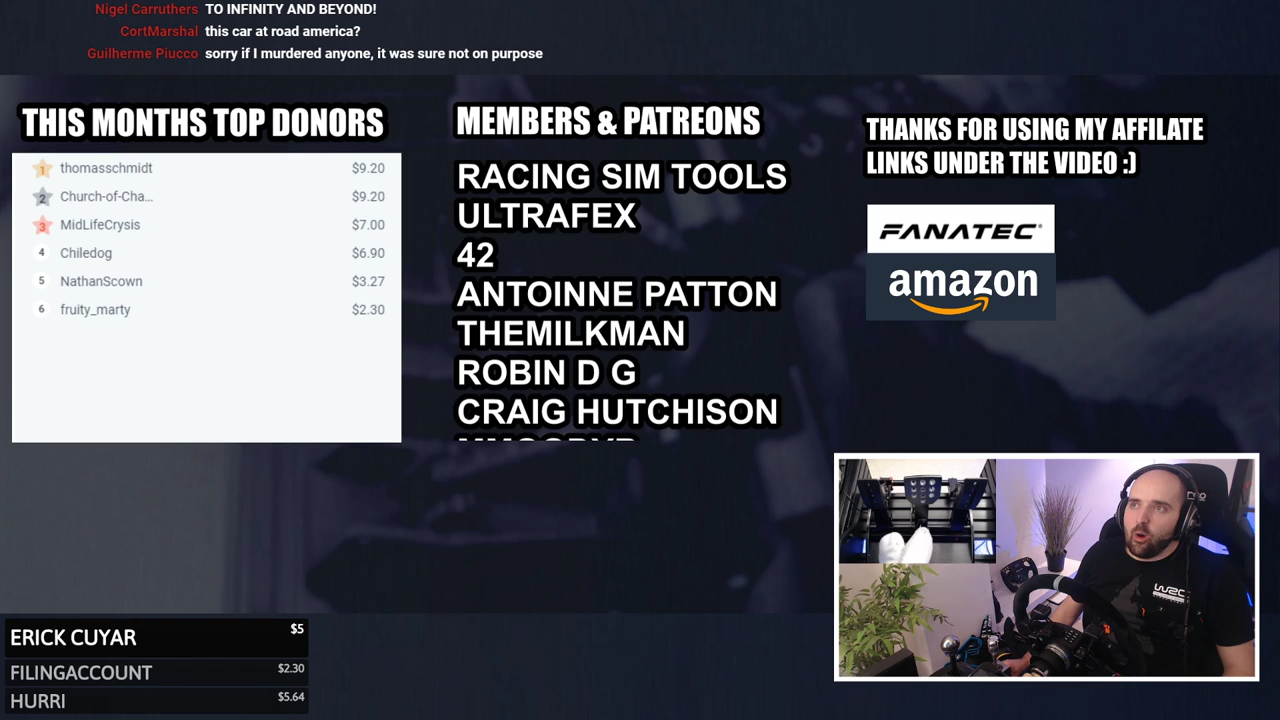 Nigel Carruthers TO INFINITY AND BEYOND!
CortMarshal this car at road america?
Guilherme Piucco sorry if I murdered anyone, it was sure not on purpose
THIS MONTHS TOP DONORS
1 thomasschmidt $9.20
2 Church-of-Cha... $9.20
3 MidLifeCrysis $7.00
4 Chiledog $6.90
5 NathanScown $3.27
6 fruity_marty $2.30
MEMBERS & PATREONS
RACING SIM TOOLS
ULTRAFEX
42
ANTOINNE PATTON
THEMILKMAN
ROBIN D G
CRAIG HUTCHISON
THANKS FOR USING MY AFFILATE
LINKS UNDER THE VIDEO :)
FANATEC
amazon
WRC
ERICK CUYAR $5
FILINGACCOUNT $2.30
HURRI $5.64